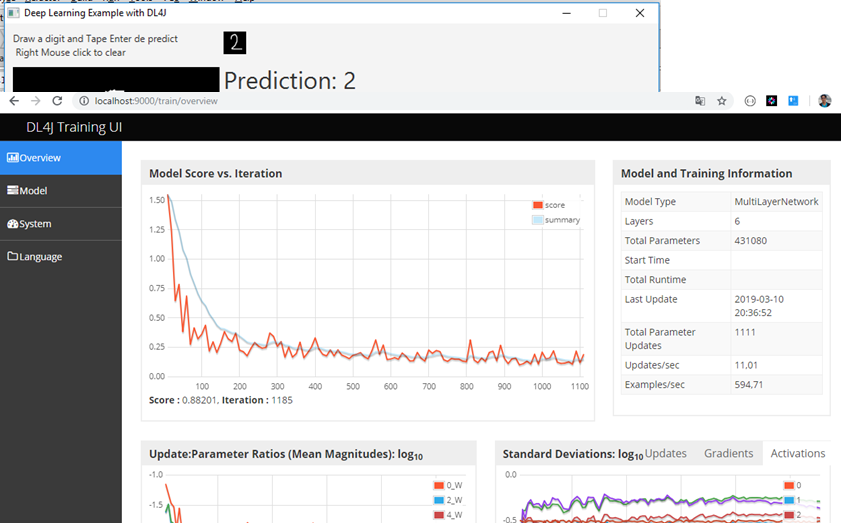 Deep Learning Example with DL4J
Draw a digit and Tape Enter de predict
Right Mouse click to clear
2
Prediction: 2
localhost:9000/train/overview
DL4J Training UI
Overview
Model
System
Language
Model Score vs. Iteration
1.50
1.25
1.00
0.75
0.50
0.25
0.00
score
summary
100 200 300 400 500 600 700 800 900 1000 1100
Score : 0.88201, Iteration : 1185
Model and Training Information
Model Type MultiLayerNetwork
Layers 6
Total Parameters 431080
Start Time
Total Runtime
Last Update 2019-03-10
20:36:52
Total Parameter
Updates 1111
Updates/sec 11,01
Examples/sec 594,71
Update:Parameter Ratios (Mean Magnitudes): log10
-1.0
-1.5
0_W
2_W
4_W
Standard Deviations: log10 Updates Gradients Activations
0.0
-0.5
0
1
2